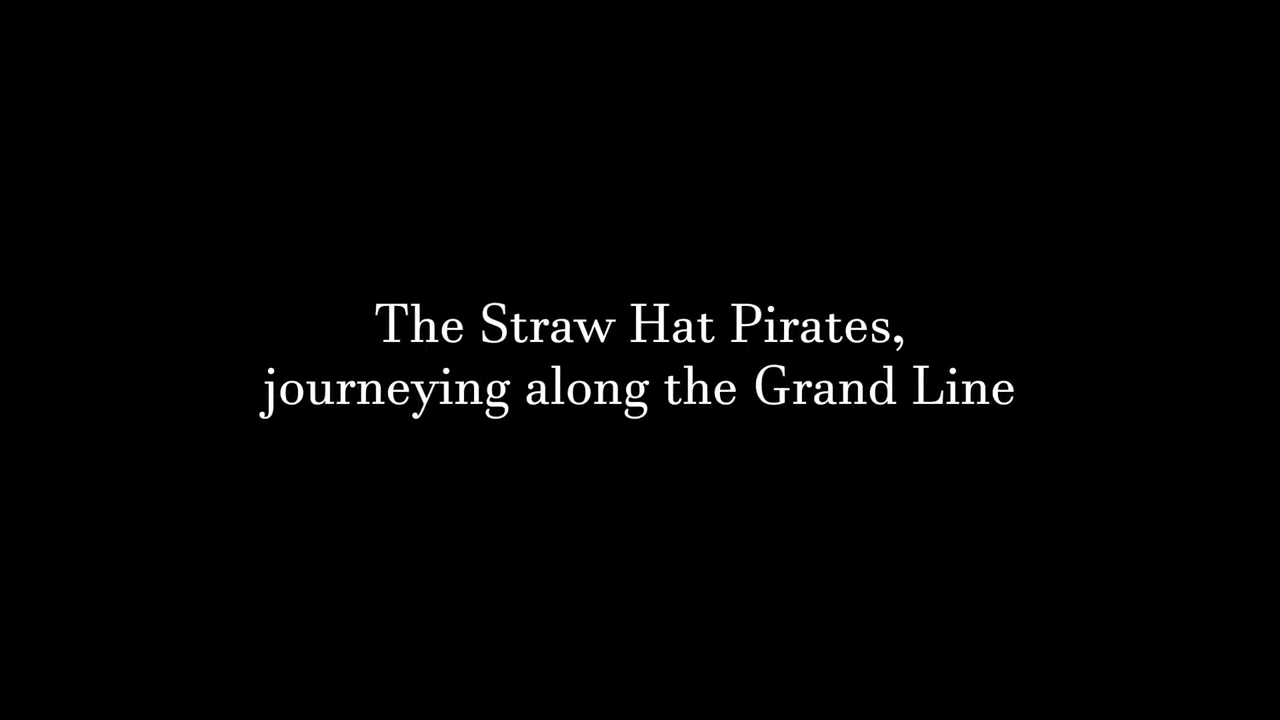 The Straw Hat Pirates,
journeying along the Grand Line